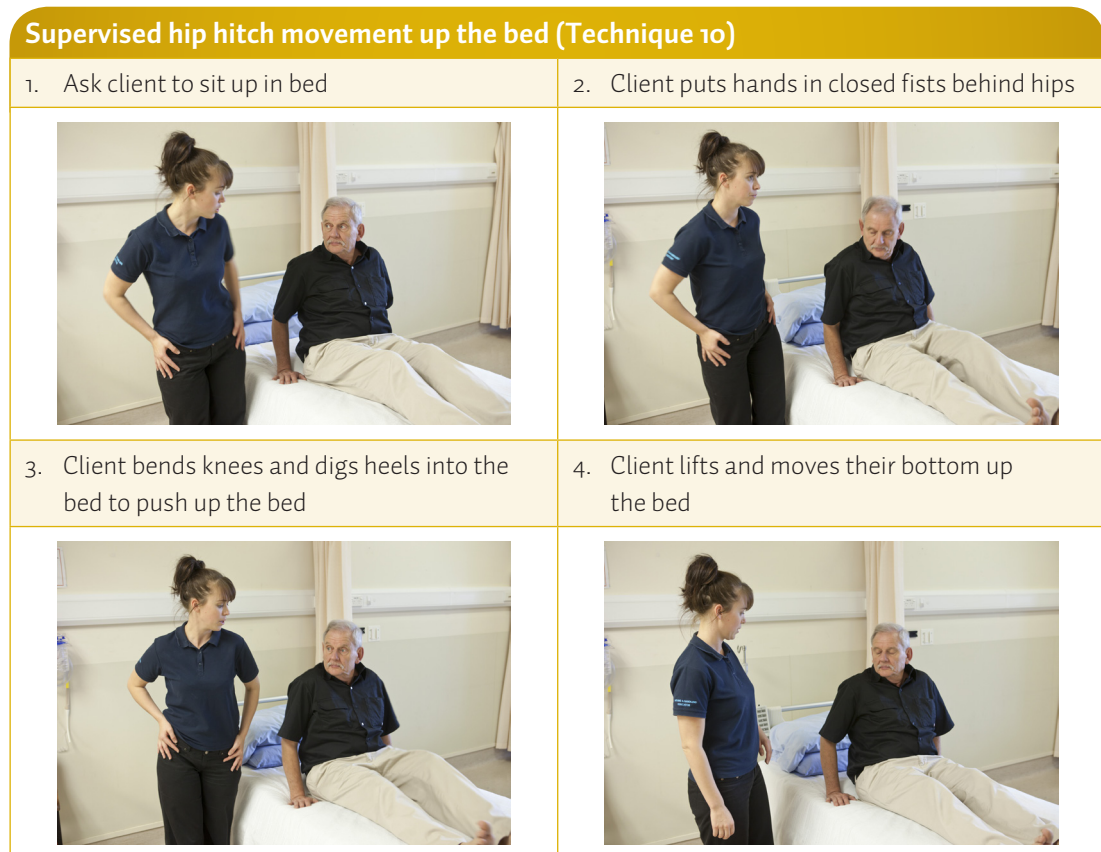 Supervised hip hitch movement up the bed (Technique 10)
1. Ask client to sit up in bed
2. Client puts hands in closed fists behind hips
3. Client bends knees and digs heels into the
bed to push up the bed
4. Client lifts and moves their bottom up
the bed